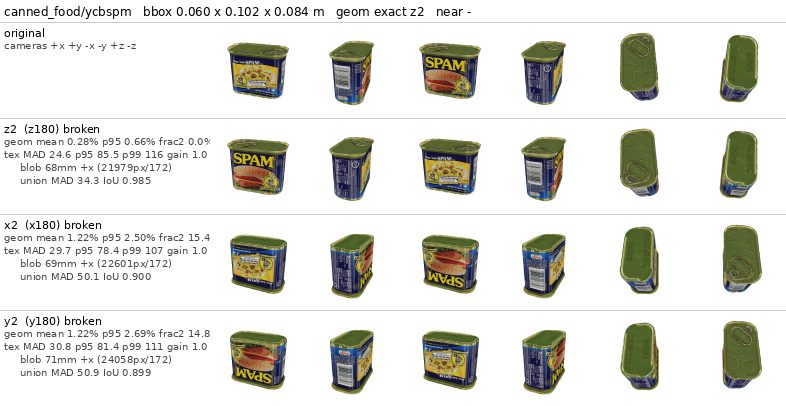 canned_food/ycbspm bbox 0.060 x 0.102 x 0.084 m geom exact z2 near -
original
cameras +x +y -x -y +z -z
SPAM
z2 (z180) broken
geom mean 0.28% p95 0.66% frac2 0.0%
tex MAD 24.6 p95 85.5 p99 116 gain 1.0
blob 68mm +x (21979px/172)
union MAD 34.3 IoU 0.985
SPAM
x2 (x180) broken
geom mean 1.22% p95 2.50% frac2 15.4
tex MAD 29.7 p95 78.4 p99 107 gain 1.0
blob 69mm +x (22601px/172)
union MAD 50.1 IoU 0.900
SPAM
y2 (y180) broken
geom mean 1.22% p95 2.69% frac2 14.8
tex MAD 30.8 p95 81.4 p99 111 gain 1.0
blob 71mm +x (24058px/172)
union MAD 50.9 IoU 0.899
SPAM